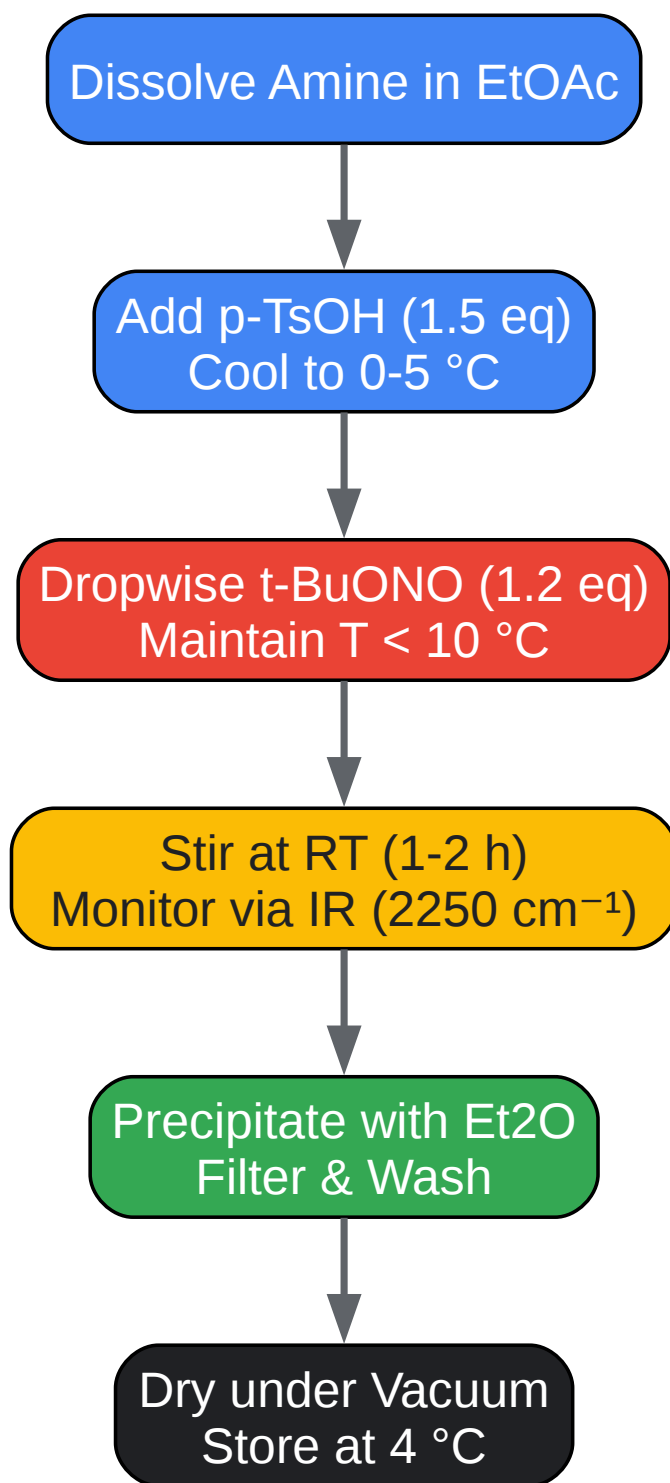 Dissolve Amine in EtOAc
Add p-TsOH (1.5 eq)
Cool to 0-5 °C
Dropwise t-BuONO (1.2 eq)
Maintain T < 10 °C
Stir at RT (1-2 h)
Monitor via IR (2250 cm⁻¹)
Precipitate with Et2O
Filter & Wash
Dry under Vacuum
Store at 4 °C